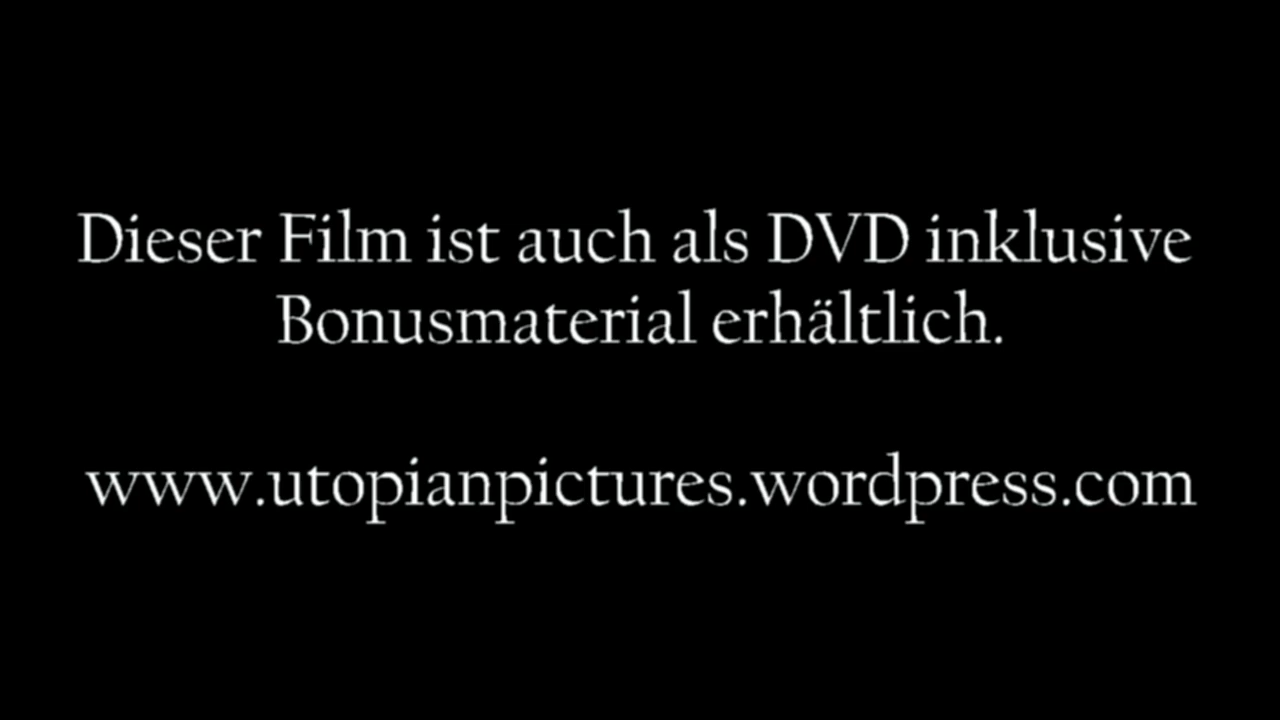 Dieser Film ist auch als DVD inklusive
Bonusmaterial erhältlich.
www.utopianpictures.wordpress.com